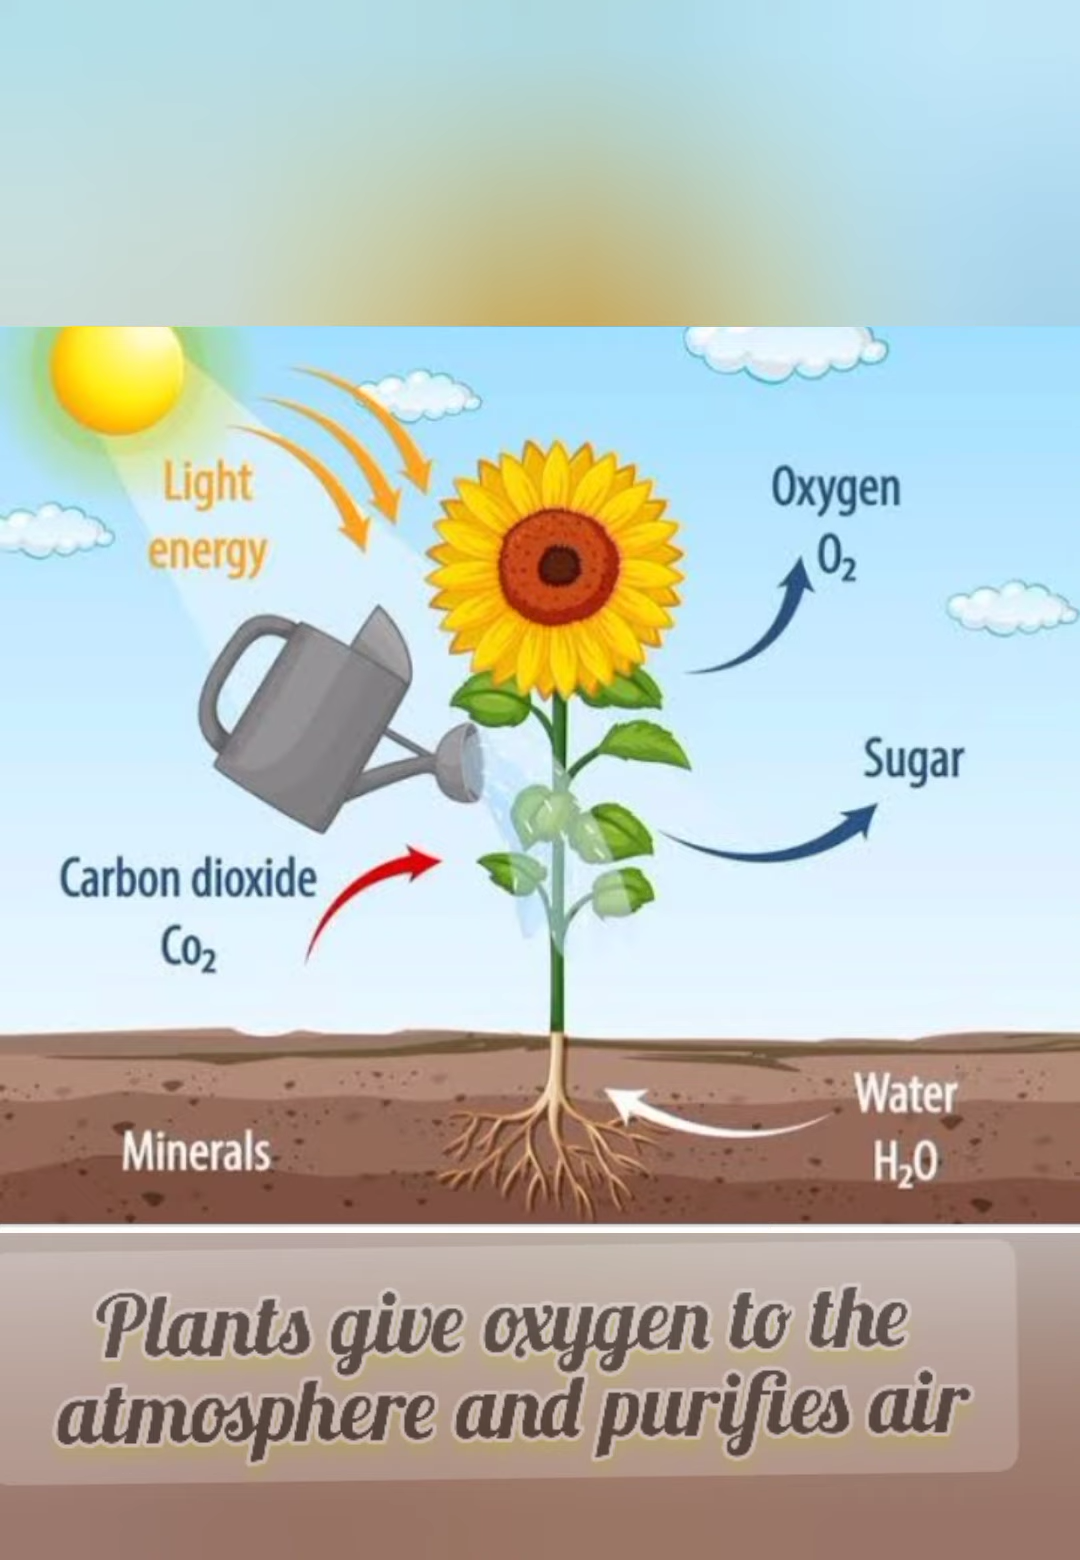 Light
energy
Oxygen
O₂
Sugar
Carbon dioxide
Co₂
Water
H₂O
Minerals
Plants give oxygen to the
atmosphere and purifies air